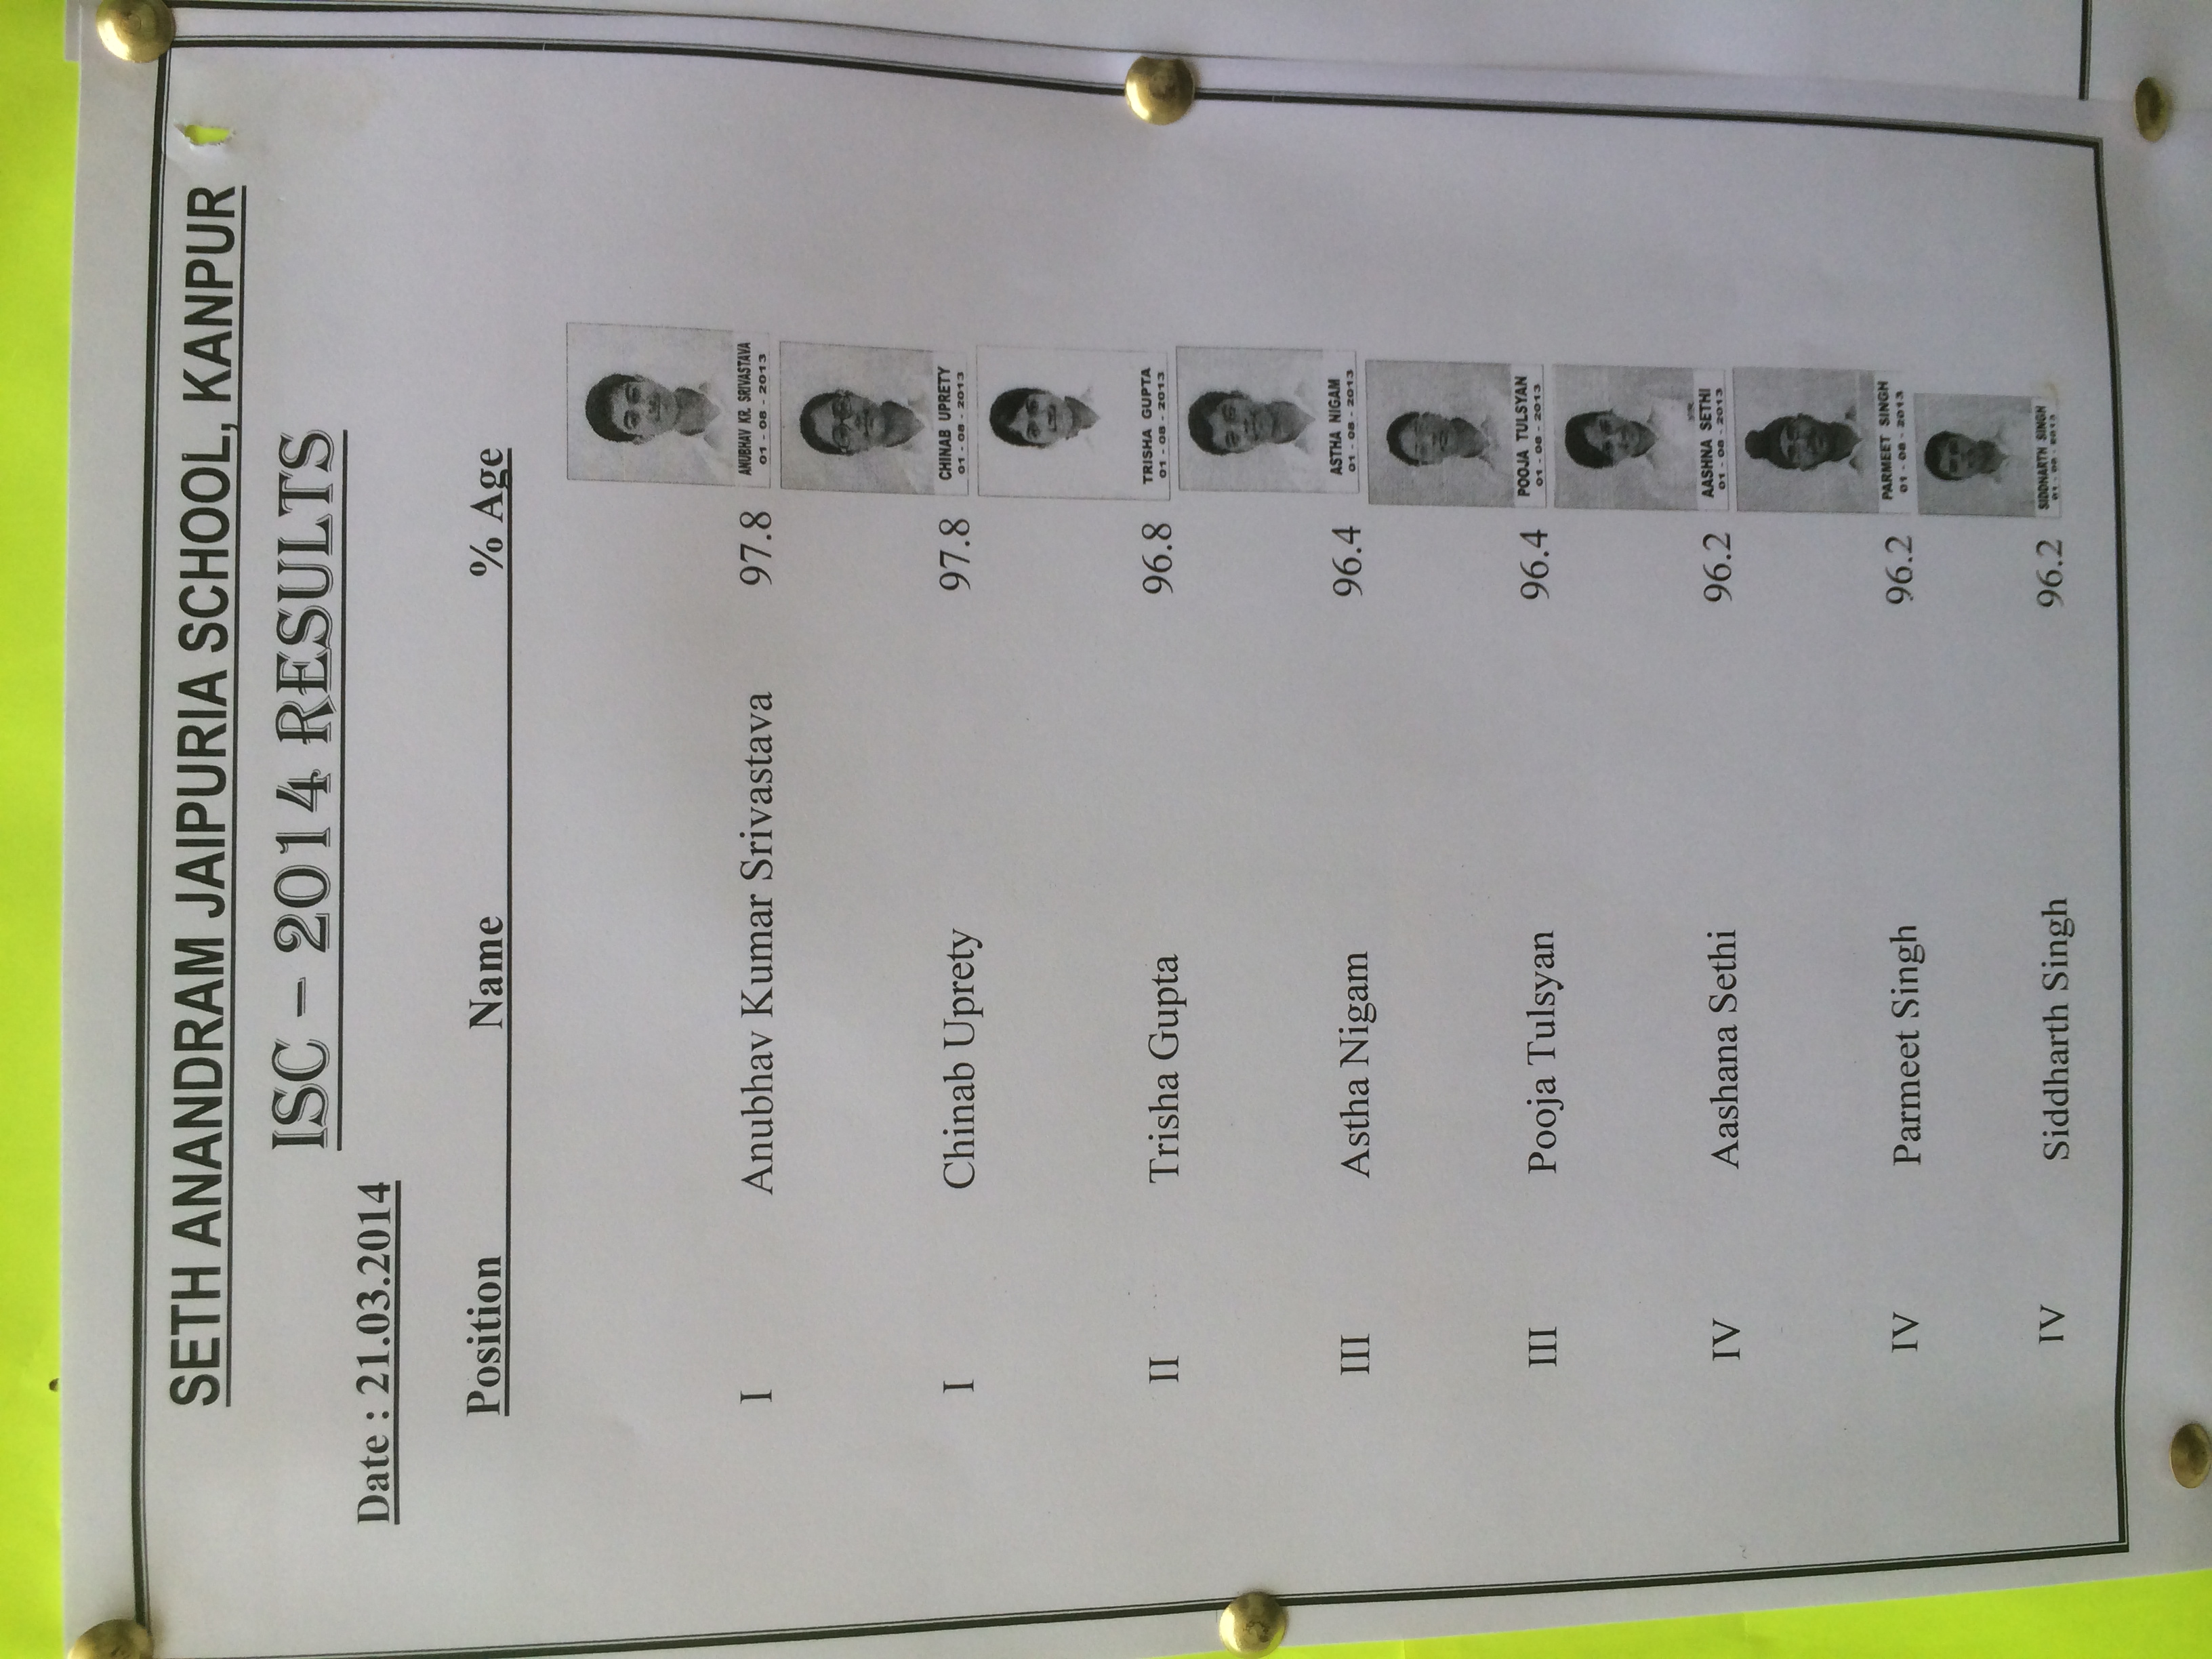 SETH ANANDRAM JAIPURIA SCHOOL, KANPUR
ISC – 2014 RESULTS
Date : 21.03.2014
Position Name % Age
I Anubhav Kumar Srivastava 97.8
ANUBHAV KR. SRIVASTAVA
01 - 08 - 2013
I Chinab Uprety 97.8
CHINAB UPRETY
01 - 08 - 2013
II Trisha Gupta 96.8
TRISHA GUPTA
01 - 08 - 2013
III Astha Nigam 96.4
ASTHA NIGAM
01 - 08 - 2013
III Pooja Tulsyan 96.4
POOJA TULSYAN
01 - 08 - 2013
IV Aashana Sethi 96.2
AASHNA SETHI
01 - 08 - 2013
IV Parmeet Singh 96.2
PARMEET SINGH
01 - 08 - 2013
IV Siddharth Singh 96.2
SIDDHARTH SINGH
01 - 08 - 2013